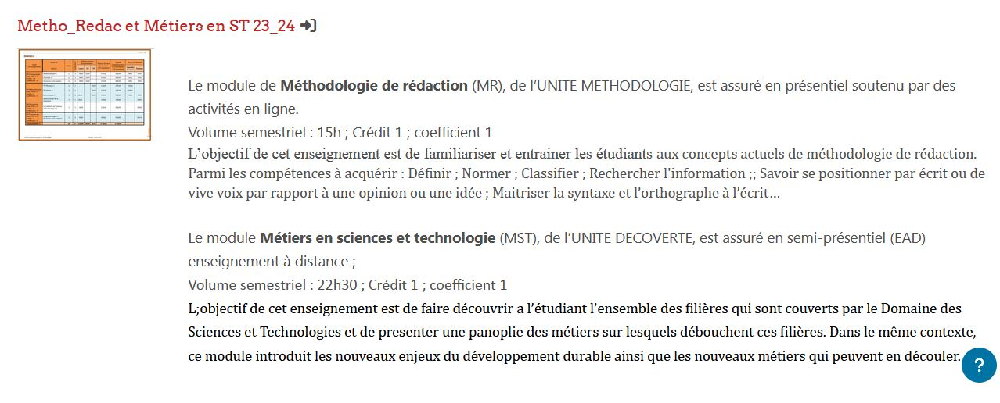 Metho_Redac et Métiers en ST 23_24
Le module de Méthodologie de rédaction (MR), de l’UNITE METHODOLOGIE, est assuré en présentiel soutenu par des
activités en ligne.
Volume semestriel : 15h ; Crédit 1 ; coefficient 1
L’objectif de cet enseignement est de familiariser et entrainer les étudiants aux concepts actuels de méthodologie de rédaction.
Parmi les compétences à acquérir : Définir ; Normer ; Classifier ; Rechercher l'information ;; Savoir se positionner par écrit ou de
vive voix par rapport à une opinion ou une idée ; Maitriser la syntaxe et l’orthographe à l’écrit…
Le module Métiers en sciences et technologie (MST), de l’UNITE DECOVERTE, est assuré en semi-présentiel (EAD)
enseignement à distance ;
Volume semestriel : 22h30 ; Crédit 1 ; coefficient 1
L;objectif de cet enseignement est de faire découvrir a l’étudiant l’ensemble des filières qui sont couverts par le Domaine des
Sciences et Technologies et de presenter une panoplie des métiers sur lesquels débouchent ces filières. Dans le même contexte,
ce module introduit les nouveaux enjeux du développement durable ainsi que les nouveaux métiers qui peuvent en découler.
?